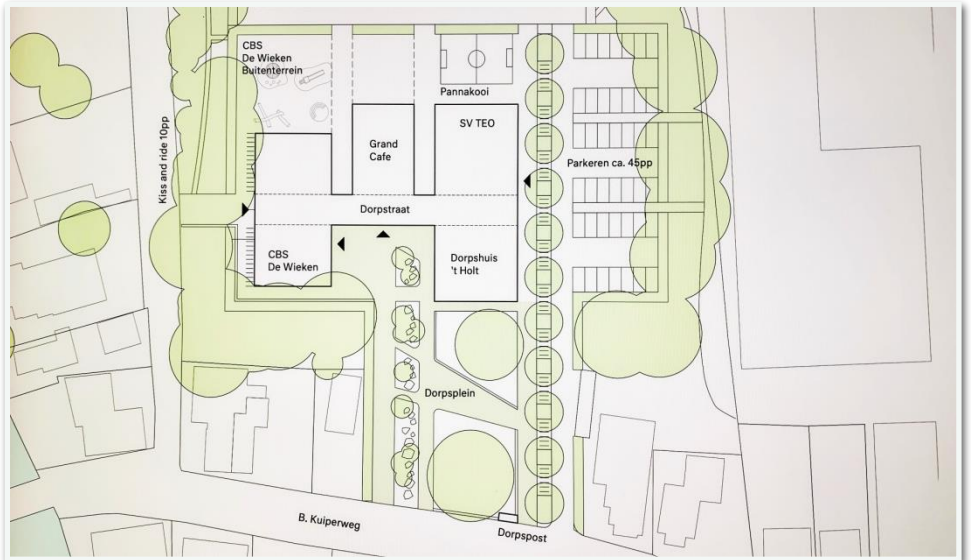 CBS
De Wieken
Buitenterrein
Pannakooi
SV TEO
Grand
Cafe
Kiss and ride 10pp
Parkeren ca. 45pp
Dorpstraat
CBS
De Wieken
Dorpshuis
't Holt
Dorpsplein
B. Kuiperweg
Dorpspost